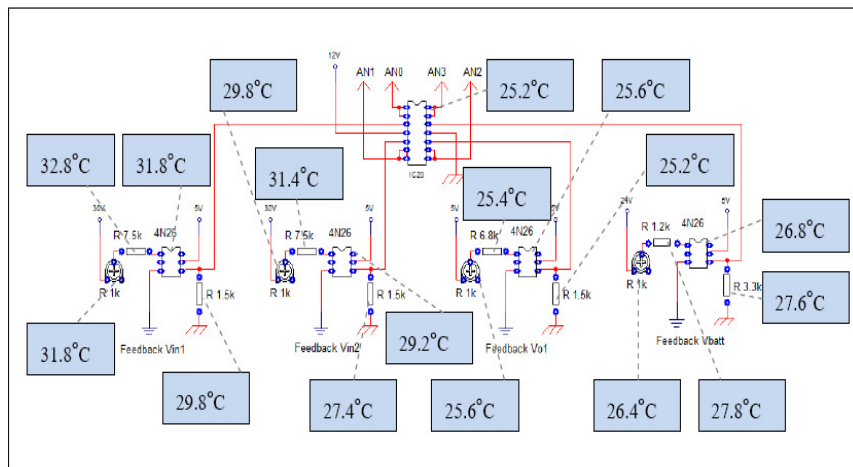 12V
AN1 AN0 AN3 AN2
29.8°C
25.2°C
25.6°C
IC20
32.8°C
31.8°C
31.4°C
25.4°C
25.2°C
30V
5V
30V
5V
5V
24V
R 7.5k
4N26
R 7.5k
4N26
R 6.8k
4N26
R 1.2k
4N26
26.8°C
R 1k
R 1.5k
R 1k
R 1.5k
R 1k
R 1.5k
R 1k
R 3.3k
27.6°C
Feedback Vin1
Feedback Vin2
Feedback Vo1
Feedback Vbatt
31.8°C
29.2°C
29.8°C
27.4°C
25.6°C
26.4°C
27.8°C